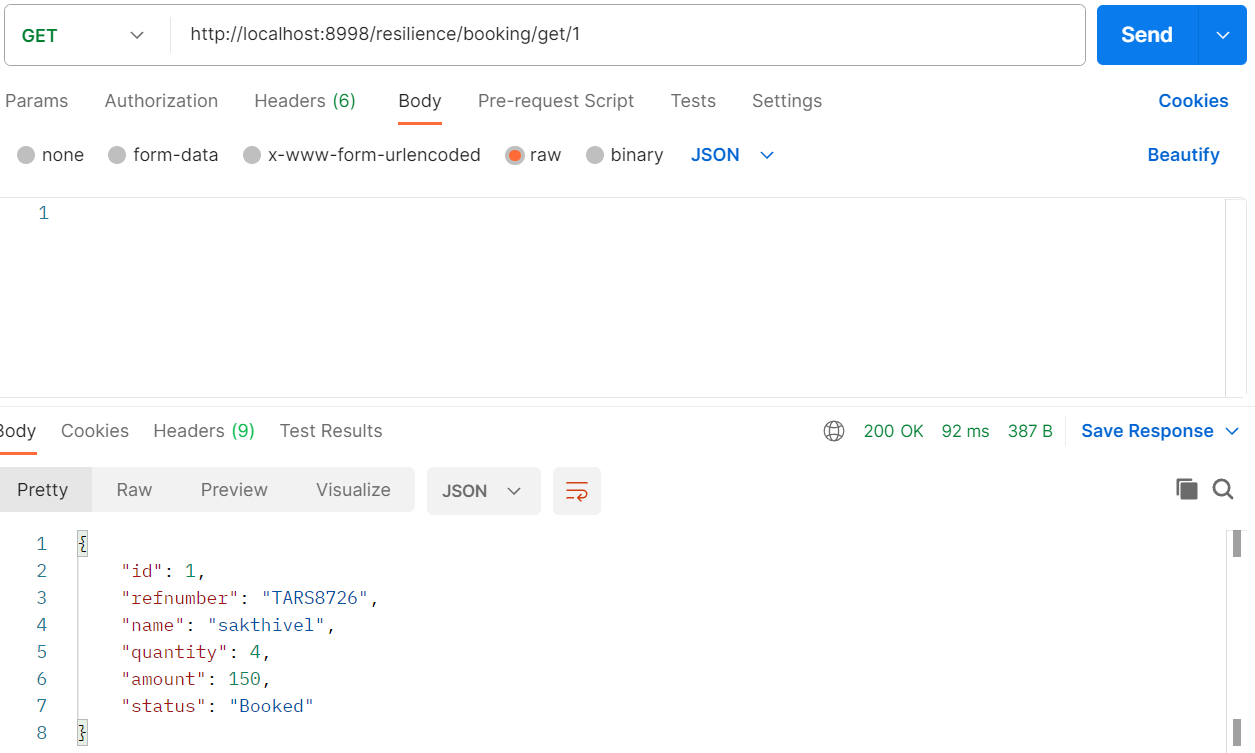 GET http://localhost:8998/resilience/booking/get/1 Send
Params Authorization Headers (6) Body Pre-request Script Tests Settings Cookies
none form-data x-www-form-urlencoded raw binary JSON Beautify
1
Body Cookies Headers (9) Test Results 200 OK 92 ms 387 B Save Response
Pretty Raw Preview Visualize JSON
1 {
2 "id": 1,
3 "refnumber": "TARS8726",
4 "name": "sakthivel",
5 "quantity": 4,
6 "amount": 150,
7 "status": "Booked"
8 }